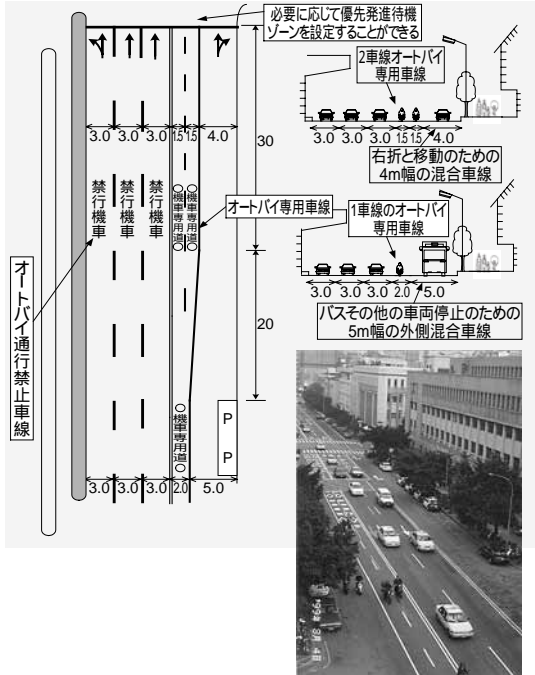 必要に応じて優先発進待機
ゾーンを設定することができる
2車線オートバイ
専用車線
3.0 3.0 3.0 1.5 1.5 4.0
3.0 3.0 3.0 1.5 1.5 4.0
30
右折と移動のための
4m幅の混合車線
禁行機車
禁行機車
禁行機車
機車専用道
機車専用道
オートバイ専用車線
1車線のオートバイ
専用車線
3.0 3.0 3.0 2.0 5.0
バスその他の車両停止のための
5m幅の外側混合車線
オートバイ通行禁止車線
20
機車専用道
P
P
3.0 3.0 3.0 2.0 5.0
'99 8月 4日